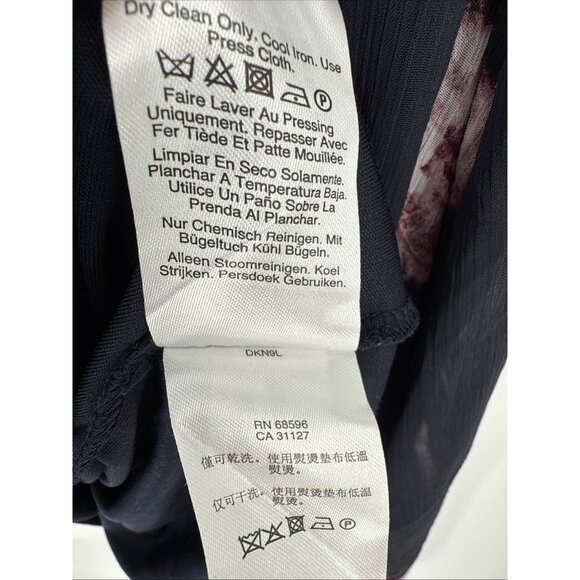 Dry Clean Only. Cool Iron. Use
Press Cloth.
P
Faire Laver Au Pressing
Uniquement. Repasser Avec
Fer Tiède Et Patte Mouillée.
Limpiar En Seco Solamente.
Planchar A Temperatura Baja.
Utilice Un Paño Sobre La
Prenda Al Planchar.
Nur Chemisch Reinigen. Mit
Bügeltuch Kühl Bügeln.
Alleen Stoomreinigen. Koel
Strijken. Persdoek Gebruiken.
DKN9L
RN 68596
CA 31127
僅可乾洗。使用熨燙墊布低溫
熨燙。
仅可干洗。使用熨烫垫布低温
熨烫。
P